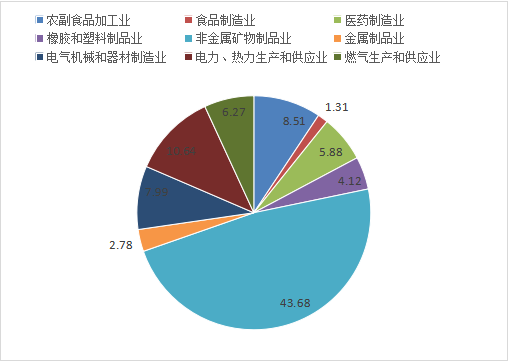 农副食品加工业 食品制造业 医药制造业
橡胶和塑料制品业 非金属矿物制品业 金属制品业
电气机械和器材制造业 电力、热力生产和供应业 燃气生产和供应业
6.27 8.51 1.31
5.88
4.12
7.99
2.78
43.68